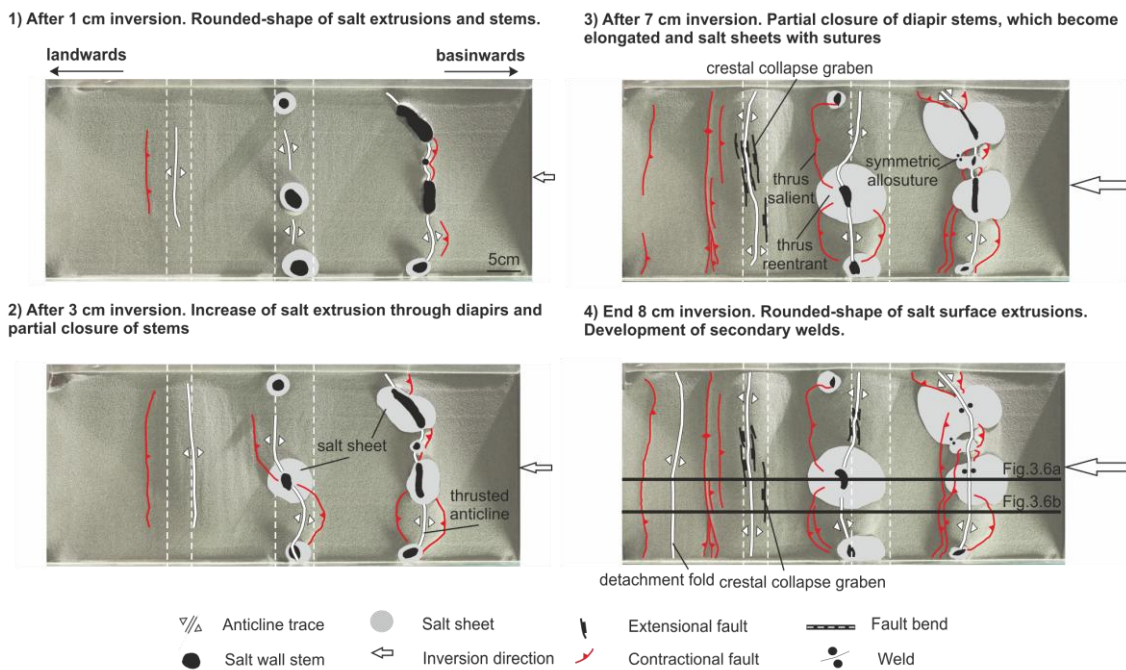 1) After 1 cm inversion. Rounded-shape of salt extrusions and stems.
landwards
basinwards
5cm
2) After 3 cm inversion. Increase of salt extrusion through diapirs and
partial closure of stems
salt sheet
thrusted
anticline
3) After 7 cm inversion. Partial closure of diapir stems, which become
elongated and salt sheets with sutures
crestal collapse graben
symmetric
allosuture
thrus
salient
thrus
reentrant
4) End 8 cm inversion. Rounded-shape of salt surface extrusions.
Development of secondary welds.
Fig.3.6a
Fig.3.6b
detachment fold
crestal collapse graben
Anticline trace
Salt sheet
Extensional fault
Fault bend
Salt wall stem
Inversion direction
Contractional fault
Weld